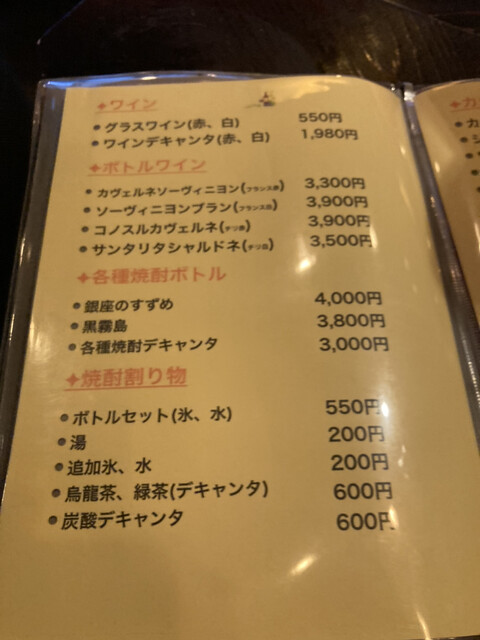 ✦ワイン
•グラスワイン(赤、白) 550円
•ワインデキャンタ(赤、白) 1,980円
✦ボトルワイン
•カヴェルネソーヴィニヨン(フランス赤) 3,300円
•ソーヴィニヨンブラン(フランス白) 3,900円
•コノスルカヴェルネ(チリ赤) 3,900円
•サンタリタシャルドネ(チリ白) 3,500円
✦各種焼酎ボトル
•銀座のすずめ 4,000円
•黒霧島 3,800円
•各種焼酎デキャンタ 3,000円
✦焼酎割り物
•ボトルセット(氷、水) 550円
•湯 200円
•追加氷、水 200円
•烏龍茶、緑茶(デキャンタ) 600円
•炭酸デキャンタ 600円